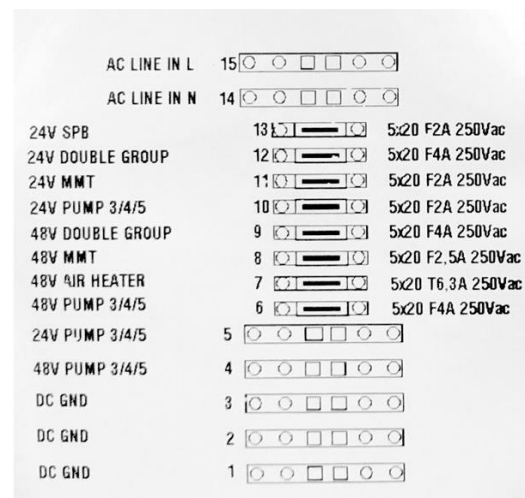 AC LINE IN L 15
AC LINE IN N 14
24V SPB 13 5x20 F2A 250Vac
24V DOUBLE GROUP 12 5x20 F4A 250Vac
24V MMT 11 5x20 F2A 250Vac
24V PUMP 3/4/5 10 5x20 F2A 250Vac
48V DOUBLE GROUP 9 5x20 F4A 250Vac
48V MMT 8 5x20 F2,5A 250Vac
48V AIR HEATER 7 5x20 T6,3A 250Vac
48V PUMP 3/4/5 6 5x20 F4A 250Vac
24V PUMP 3/4/5 5
48V PUMP 3/4/5 4
DC GND 3
DC GND 2
DC GND 1